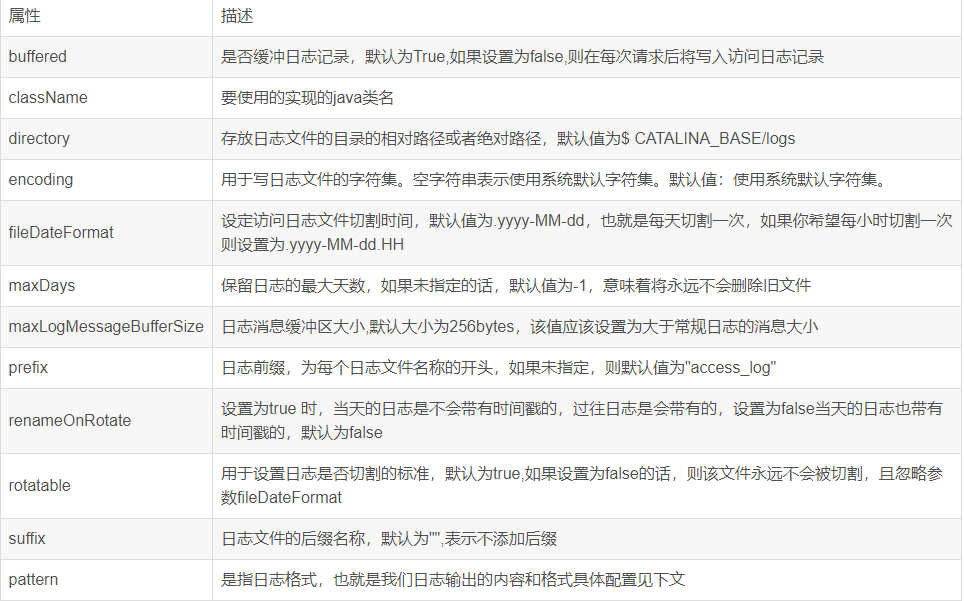 属性 描述
buffered 是否缓冲日志记录，默认为True,如果设置为false,则在每次请求后将写入访问日志记录
className 要使用的实现的java类名
directory 存放日志文件的目录的相对路径或者绝对路径，默认值为$ CATALINA_BASE/logs
encoding 用于写日志文件的字符集。空字符串表示使用系统默认字符集。默认值：使用系统默认字符集。
fileDateFormat 设定访问日志文件切割时间，默认值为.yyyy-MM-dd，也就是每天切割一次，如果你希望每小时切割一次
则设置为.yyyy-MM-dd.HH
maxDays 保留日志的最大天数，如果未指定的话，默认值为-1，意味着将永远不会删除旧文件
maxLogMessageBufferSize 日志消息缓冲区大小,默认大小为256bytes，该值应该设置为大于常规日志的消息大小
prefix 日志前缀，为每个日志文件名称的开头，如果未指定，则默认值为"access_log"
renameOnRotate 设置为true 时，当天的日志是不会带有时间戳的，过往日志是会带有的，设置为false当天的日志也带有
时间戳的，默认为false
rotatable 用于设置日志是否切割的标准，默认为true,如果设置为false的话，则该文件永远不会被切割，且忽略参
数fileDateFormat
suffix 日志文件的后缀名称，默认为"",表示不添加后缀
pattern 是指日志格式，也就是我们日志输出的内容和格式具体配置见下文